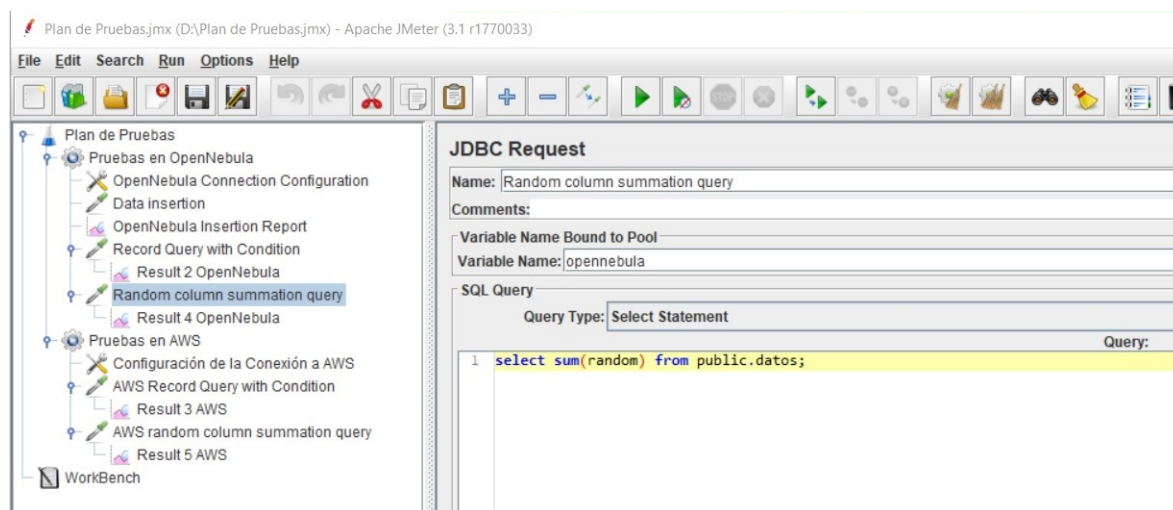 Plan de Pruebas.jmx (D:\Plan de Pruebas.jmx) - Apache JMeter (3.1 r1770033)
File Edit Search Run Options Help
Plan de Pruebas
Pruebas en OpenNebula
OpenNebula Connection Configuration
Data insertion
OpenNebula Insertion Report
Record Query with Condition
Result 2 OpenNebula
Random column summation query
Result 4 OpenNebula
Pruebas en AWS
Configuración de la Conexión a AWS
AWS Record Query with Condition
Result 3 AWS
AWS random column summation query
Result 5 AWS
WorkBench
JDBC Request
Name: Random column summation query
Comments:
Variable Name Bound to Pool
Variable Name: opennebula
SQL Query
Query Type: Select Statement
Query:
1 select sum(random) from public.datos;